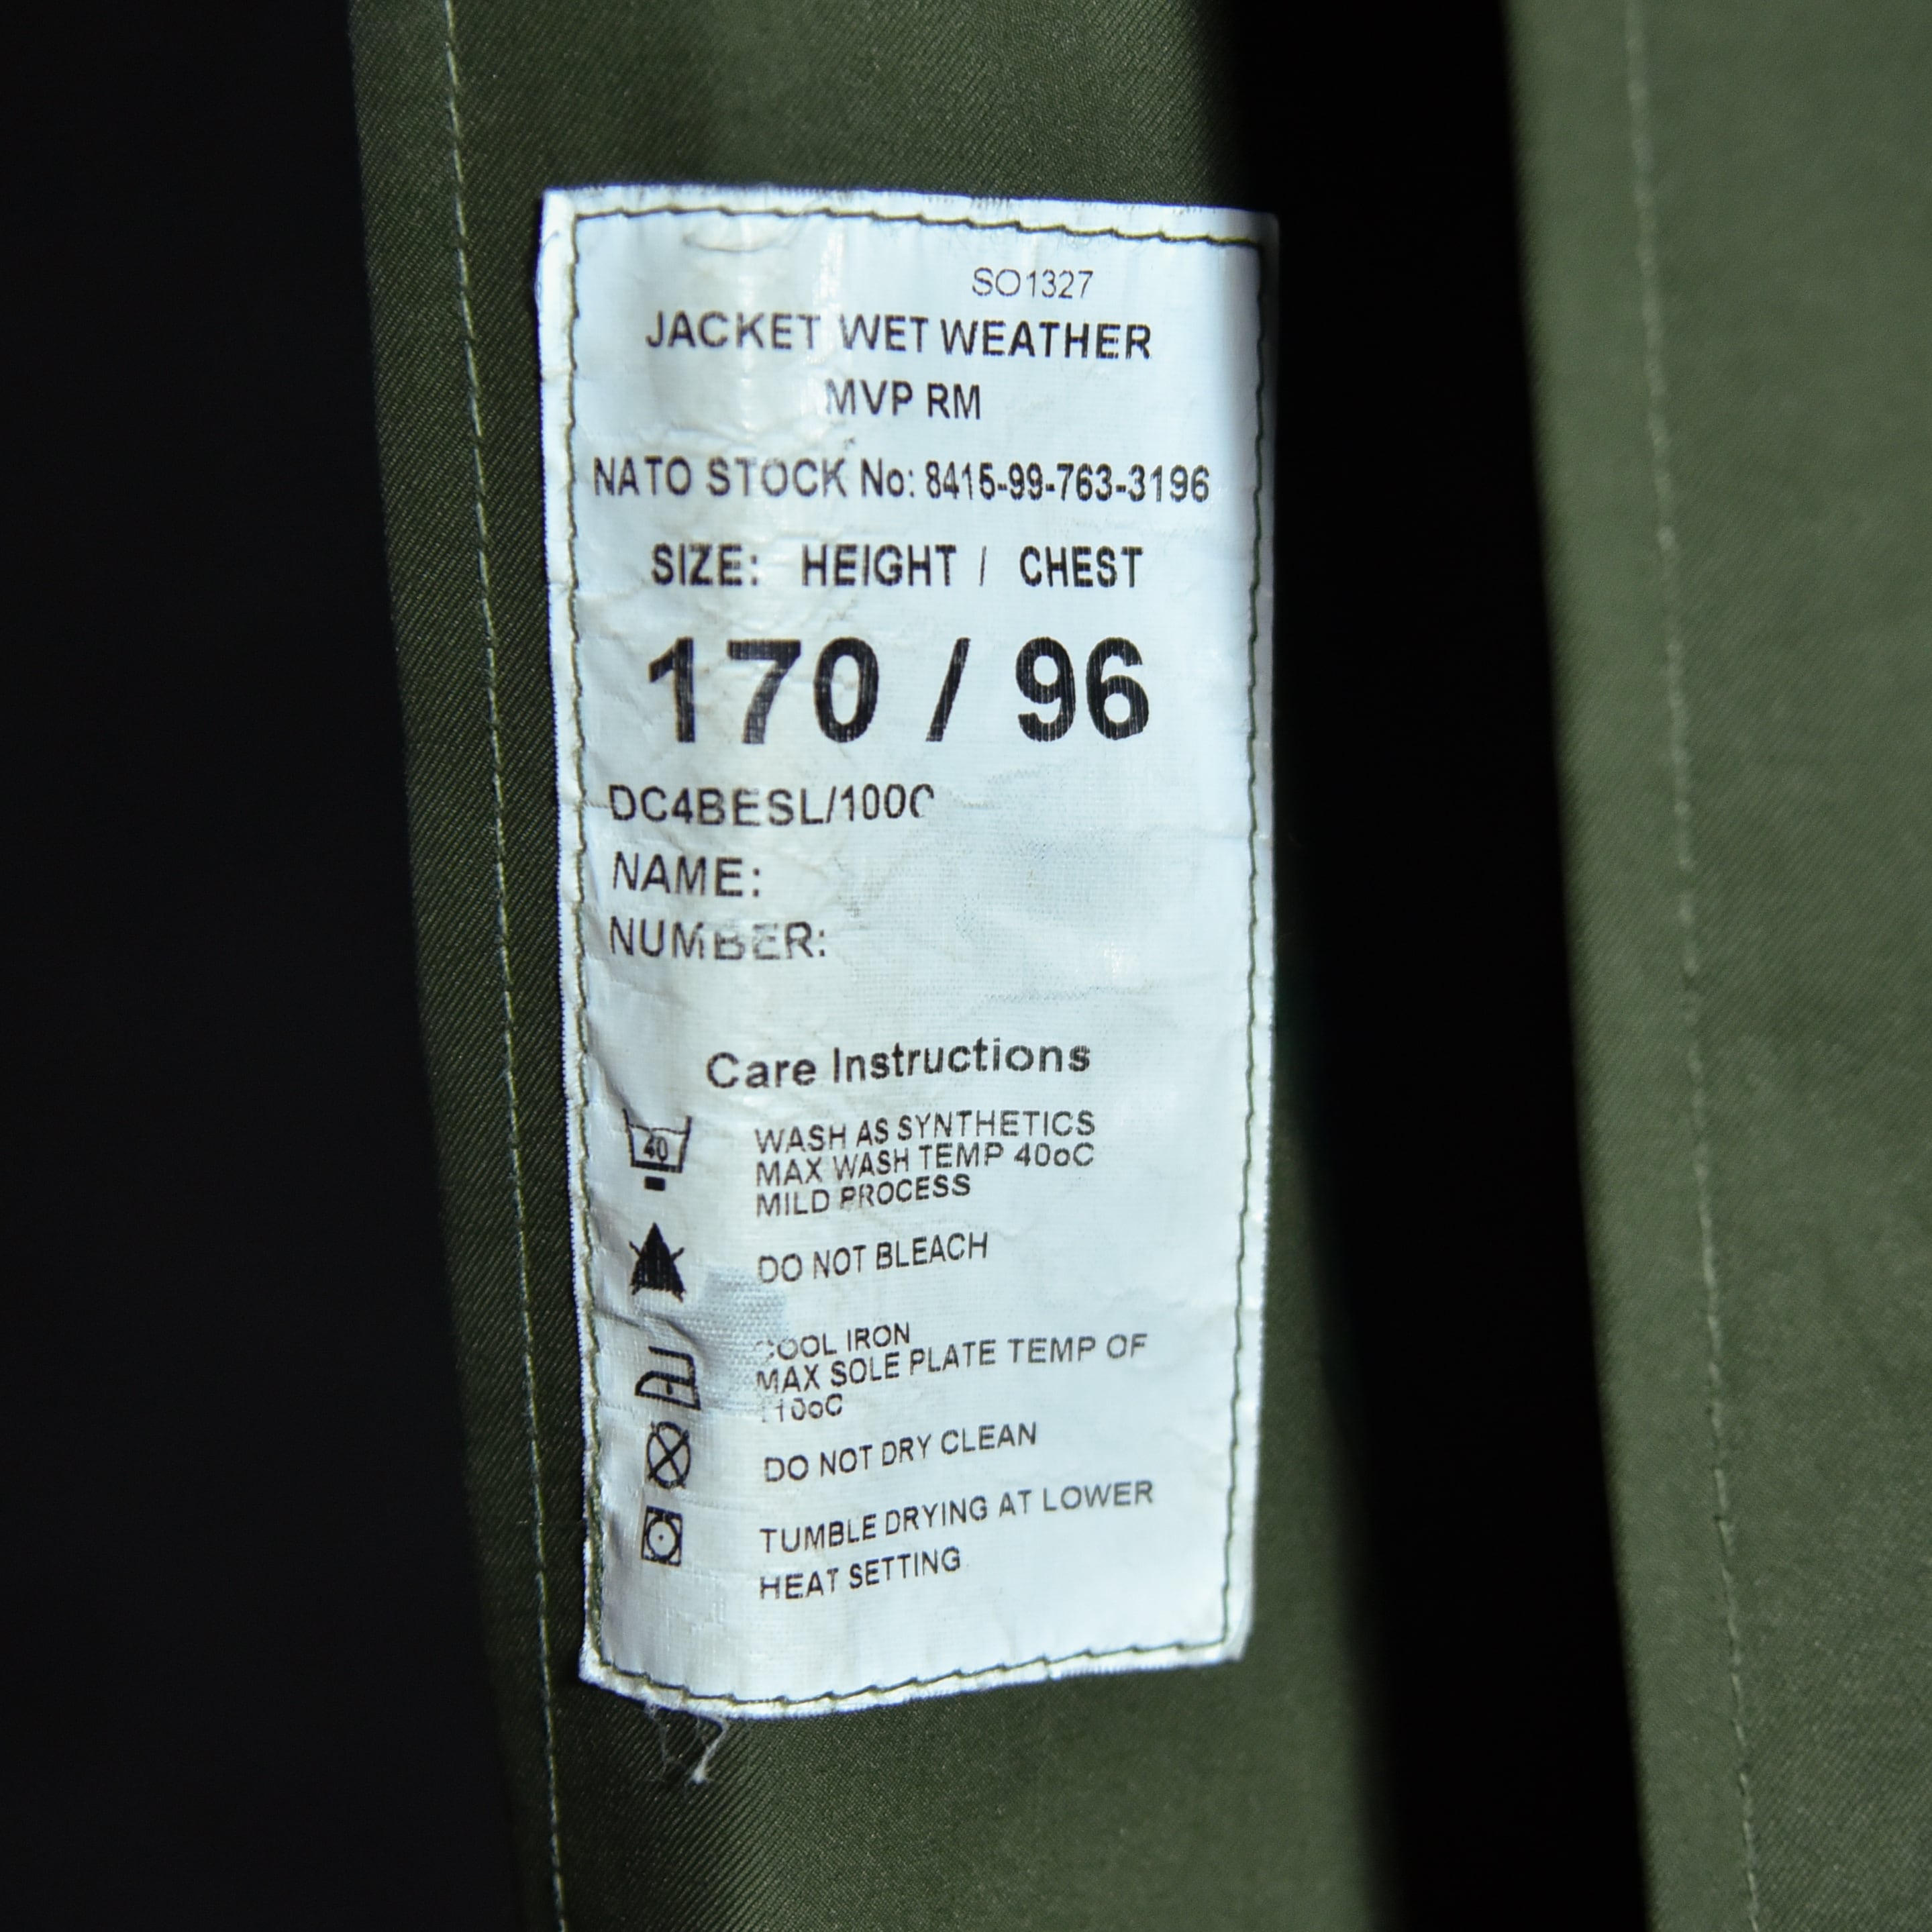 SO1327
JACKET WET WEATHER
MVP RM
NATO STOCK No: 8415-99-763-3196
SIZE: HEIGHT / CHEST
170 / 96
NAME:
NUMBER:
Care Instructions
40
WASH AS SYNTHETICS
MAX WASH TEMP 40oC
MILD PROCESS
DO NOT BLEACH
COOL IRON
MAX SOLE PLATE TEMP OF
110oC
DO NOT DRY CLEAN
TUMBLE DRYING AT LOWER
HEAT SETTING